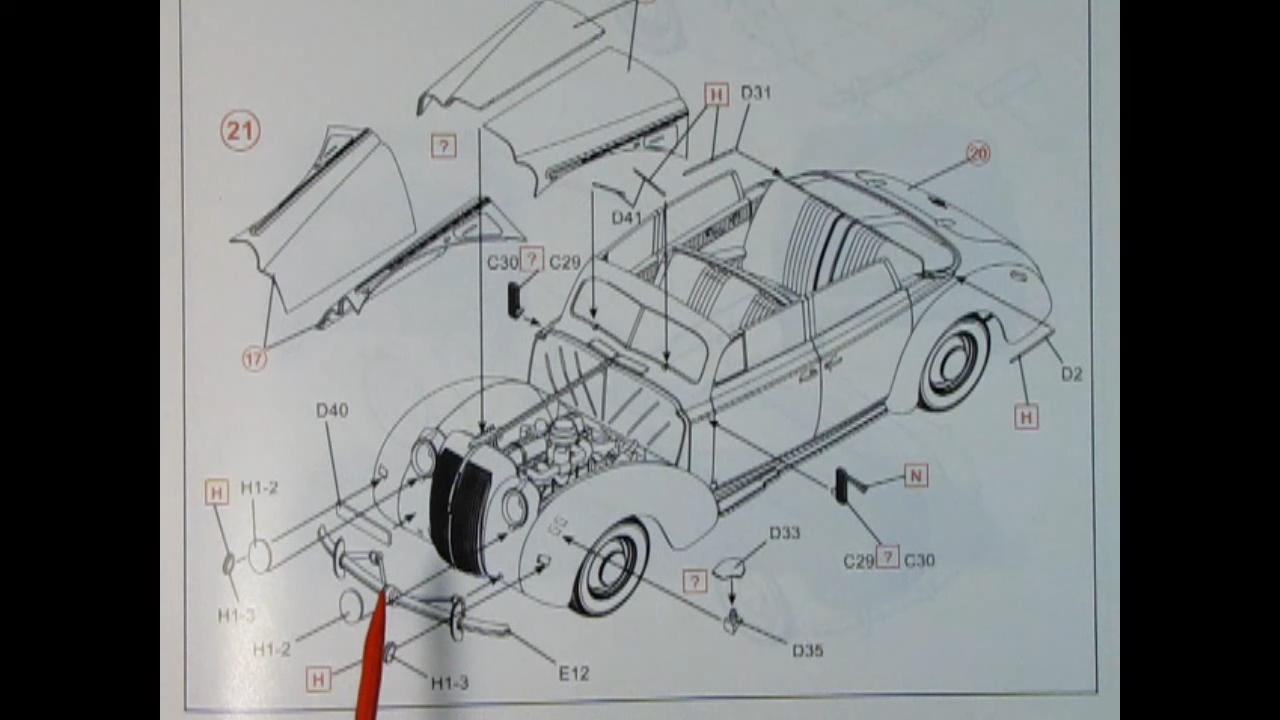 21
?
H D31
20
D41
C30 ? C29
17
D2
H
D40
H H1-2
N
D33
C29 ? C30
?
H1-3
H1-2
D35
H
H1-3
E12